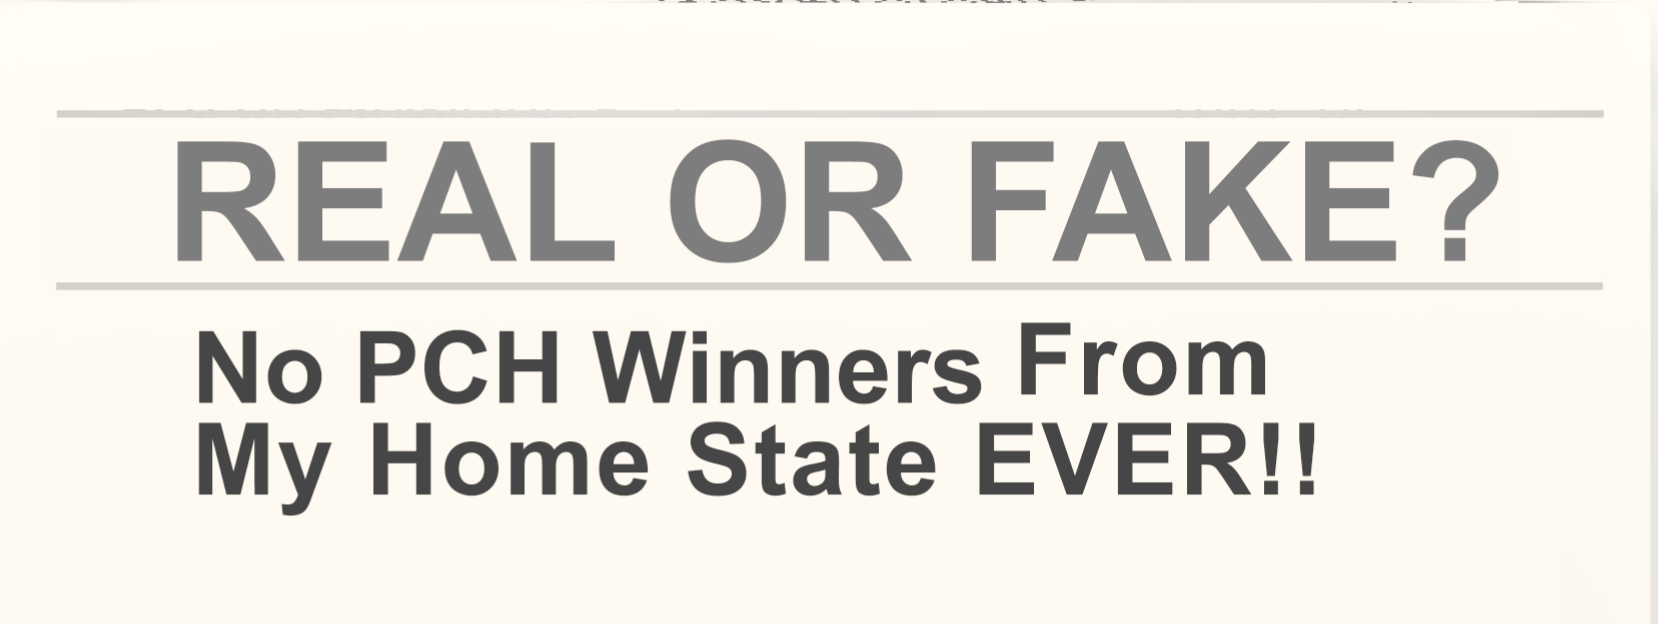 REAL OR FAKE?
No PCH Winners From
My Home State EVER!!